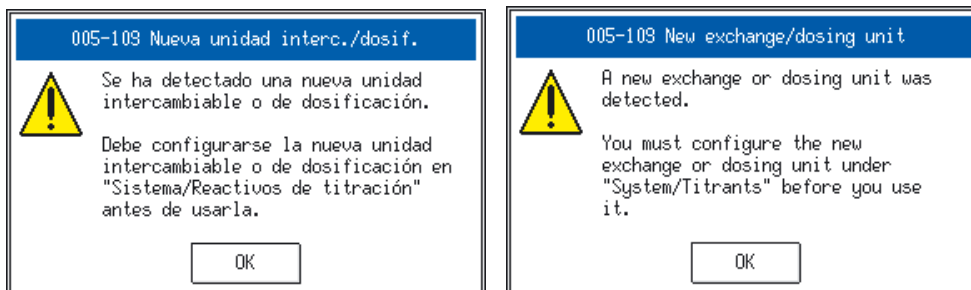 005-109 Nueva unidad interc./dosif.
Se ha detectado una nueva unidad
intercambiable o de dosificación.
Debe configurarse la nueva unidad
intercambiable o de dosificación en
"Sistema/Reactivos de titración"
antes de usarla.
OK
005-109 New exchange/dosing unit
A new exchange or dosing unit was
detected.
You must configure the new
exchange or dosing unit under
"System/Titrants" before you use
it.
OK